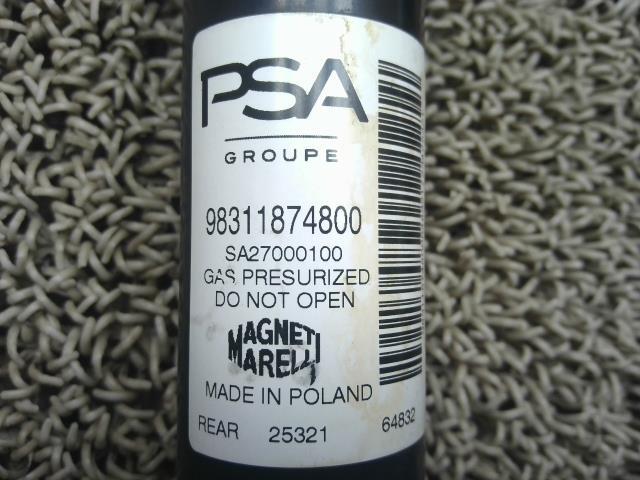 PSA
GROUPE
98311874800
SA27000100
GAS PRESURIZED
DO NOT OPEN
MAGNETI
MARELLI
MADE IN POLAND
REAR 25321 64832